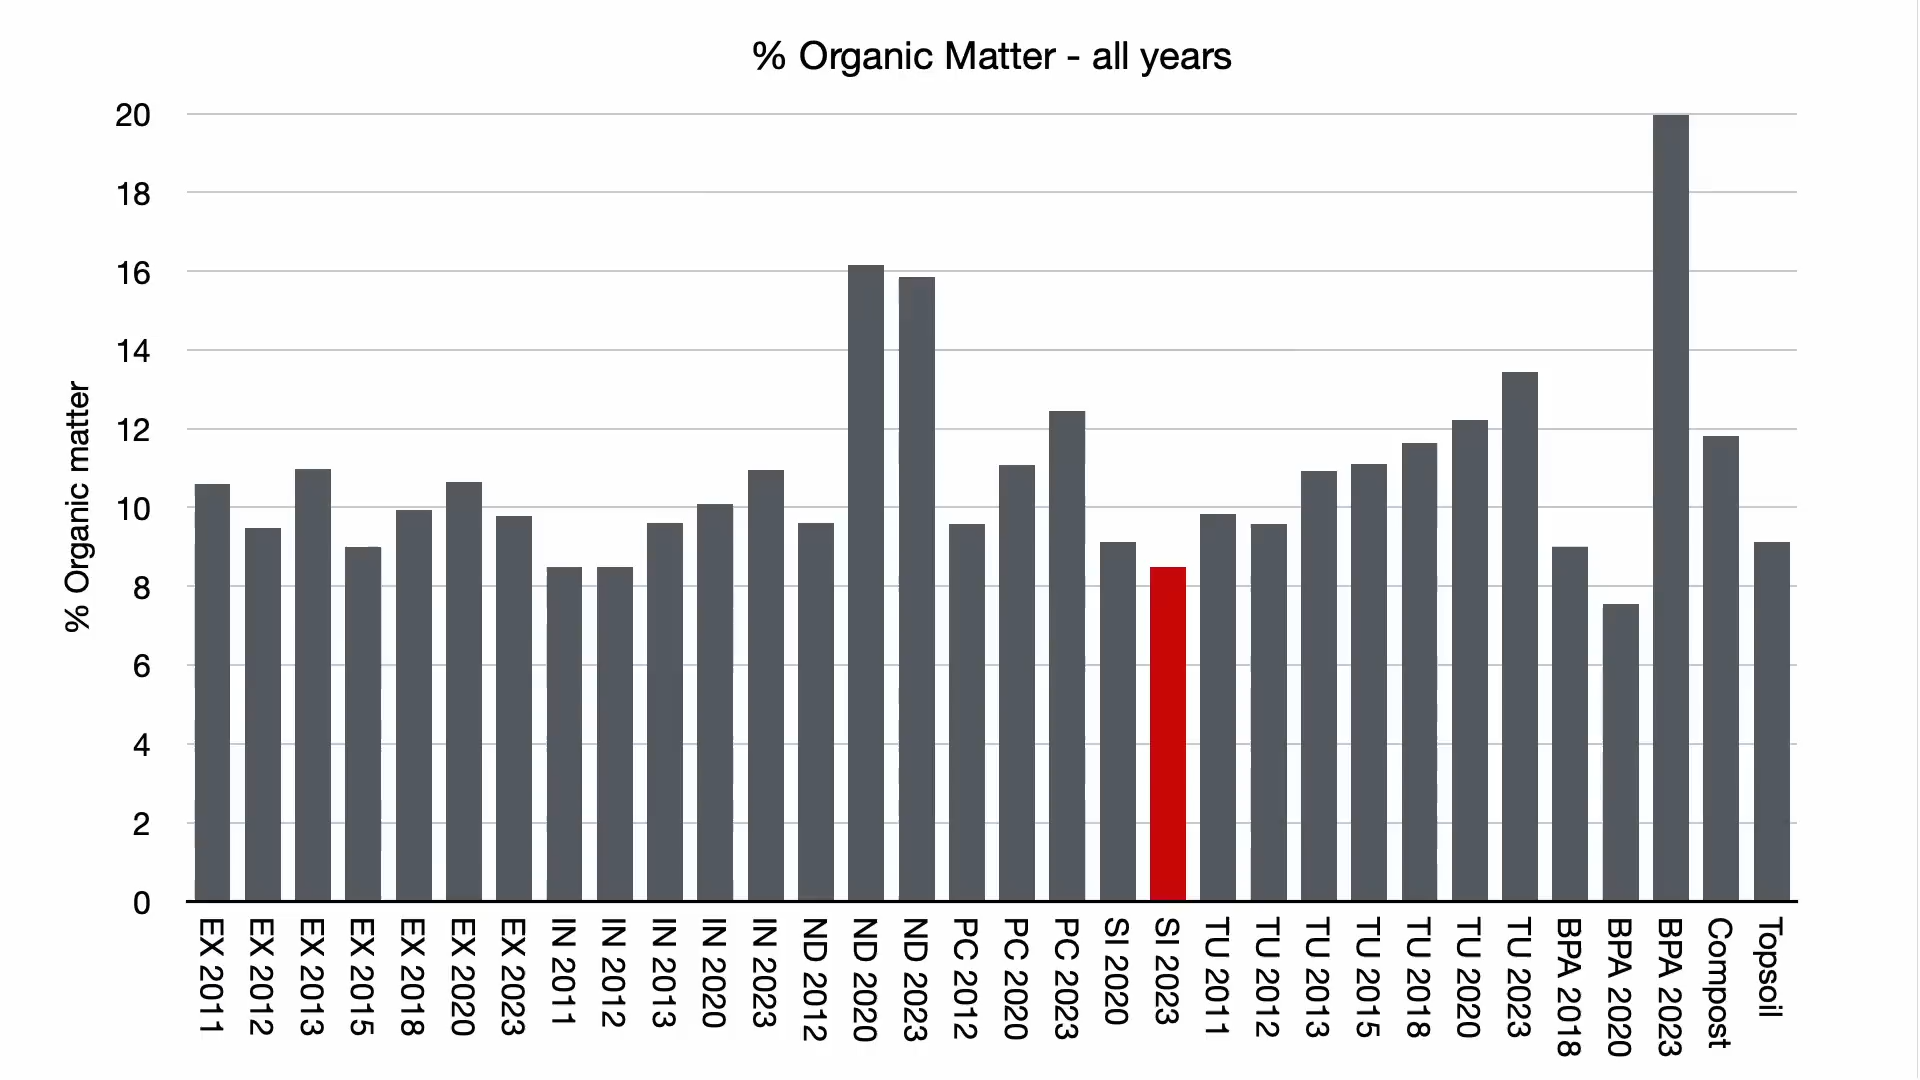 % Organic Matter - all years
% Organic matter
20
18
16
14
12
10
8
6
4
2
0
EX 2011
EX 2012
EX 2013
EX 2015
EX 2018
EX 2020
EX 2023
IN 2011
IN 2012
IN 2013
IN 2020
IN 2023
ND 2012
ND 2020
ND 2023
PC 2012
PC 2020
PC 2023
SI 2020
SI 2023
TU 2011
TU 2012
TU 2013
TU 2015
TU 2018
TU 2020
TU 2023
BPA 2018
BPA 2020
BPA 2023
Compost
Topsoil